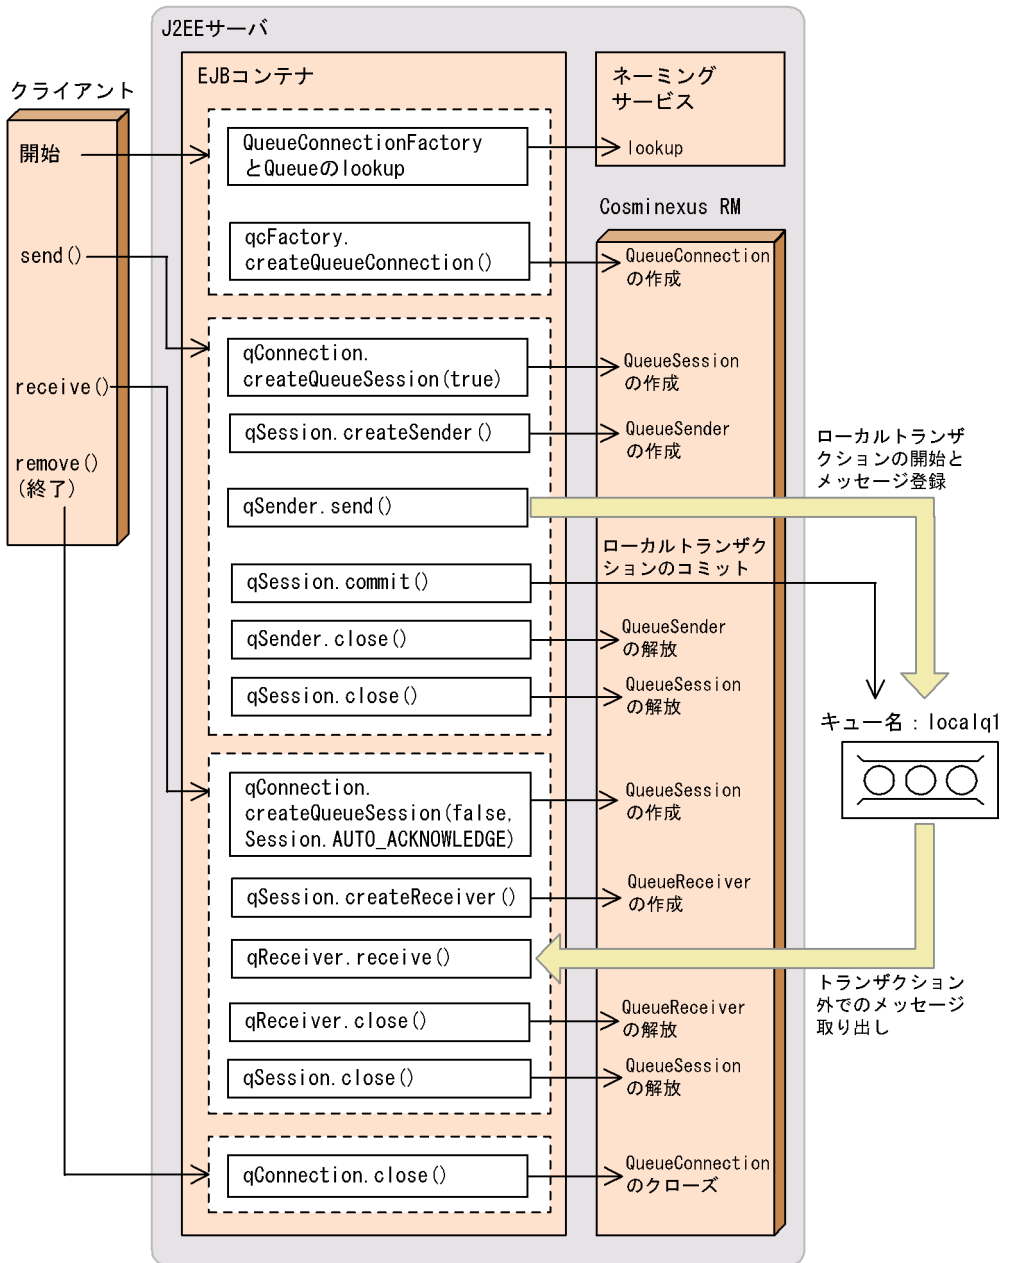 J2EEサーバ
クライアント
開始
send()
receive()
remove()
(終了)
EJBコンテナ
QueueConnectionFactory
とQueueのlookup
qcFactory.
createQueueConnection()
qConnection.
createQueueSession(true)
qSession.createSender()
qSender.send()
qSession.commit()
qSender.close()
qSession.close()
qConnection.
createQueueSession(false,
Session.AUTO_ACKNOWLEDGE)
qSession.createReceiver()
qReceiver.receive()
qReceiver.close()
qSession.close()
qConnection.close()
ネーミング
サービス
lookup
Cosminexus RM
QueueConnection
の作成
QueueSession
の作成
QueueSender
の作成
ローカルトランザク
ションのコミット
QueueSender
の解放
QueueSession
の解放
QueueSession
の作成
QueueReceiver
の作成
QueueReceiver
の解放
QueueSession
の解放
QueueConnection
のクローズ
ローカルトランザ
クションの開始と
メッセージ登録
キュー名:localq1
トランザクション
外でのメッセージ
取り出し